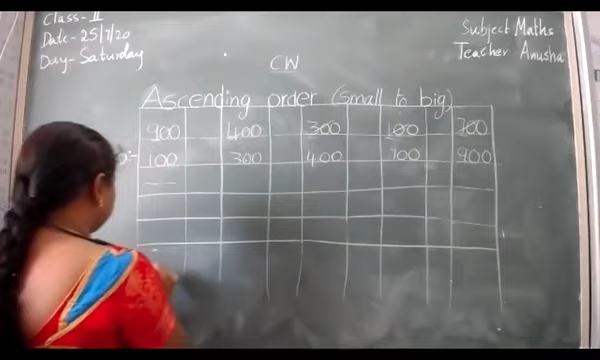 Class-II
Date- 25/7/20
Day- Saturday
Subject Maths
Teacher Anusha
CW
Ascending order (small to big)
900 400 300 100 700
100 300 400 700 900